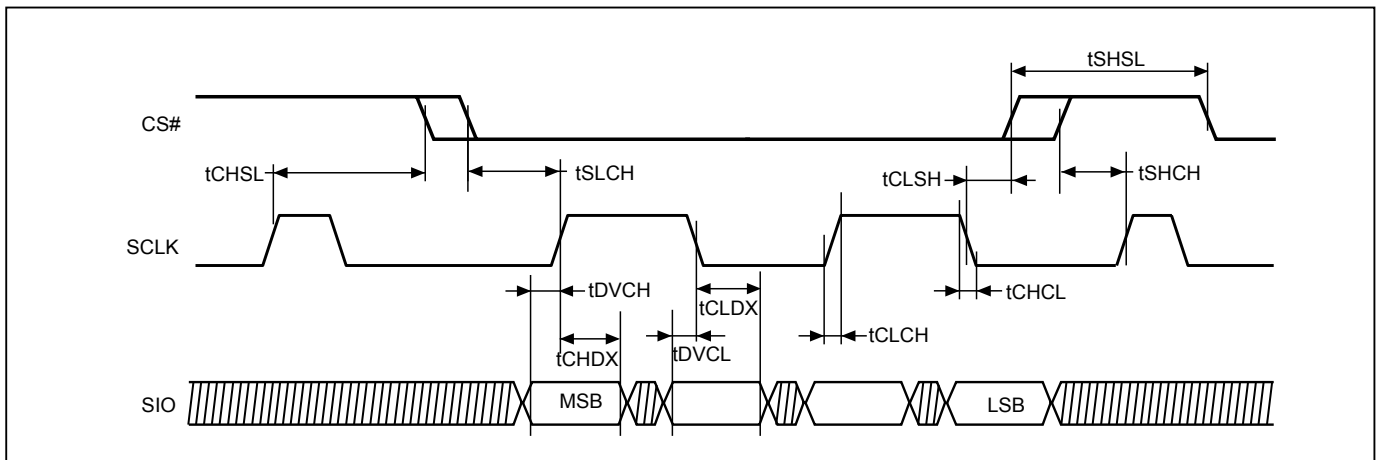 tSHSL
CS#
tCHSL
tSLCH
tCLSH
tSHCH
SCLK
tDVCH
tCLDX
tCHCL
tCHDX
tDVCL
tCLCH
SIO
MSB
LSB